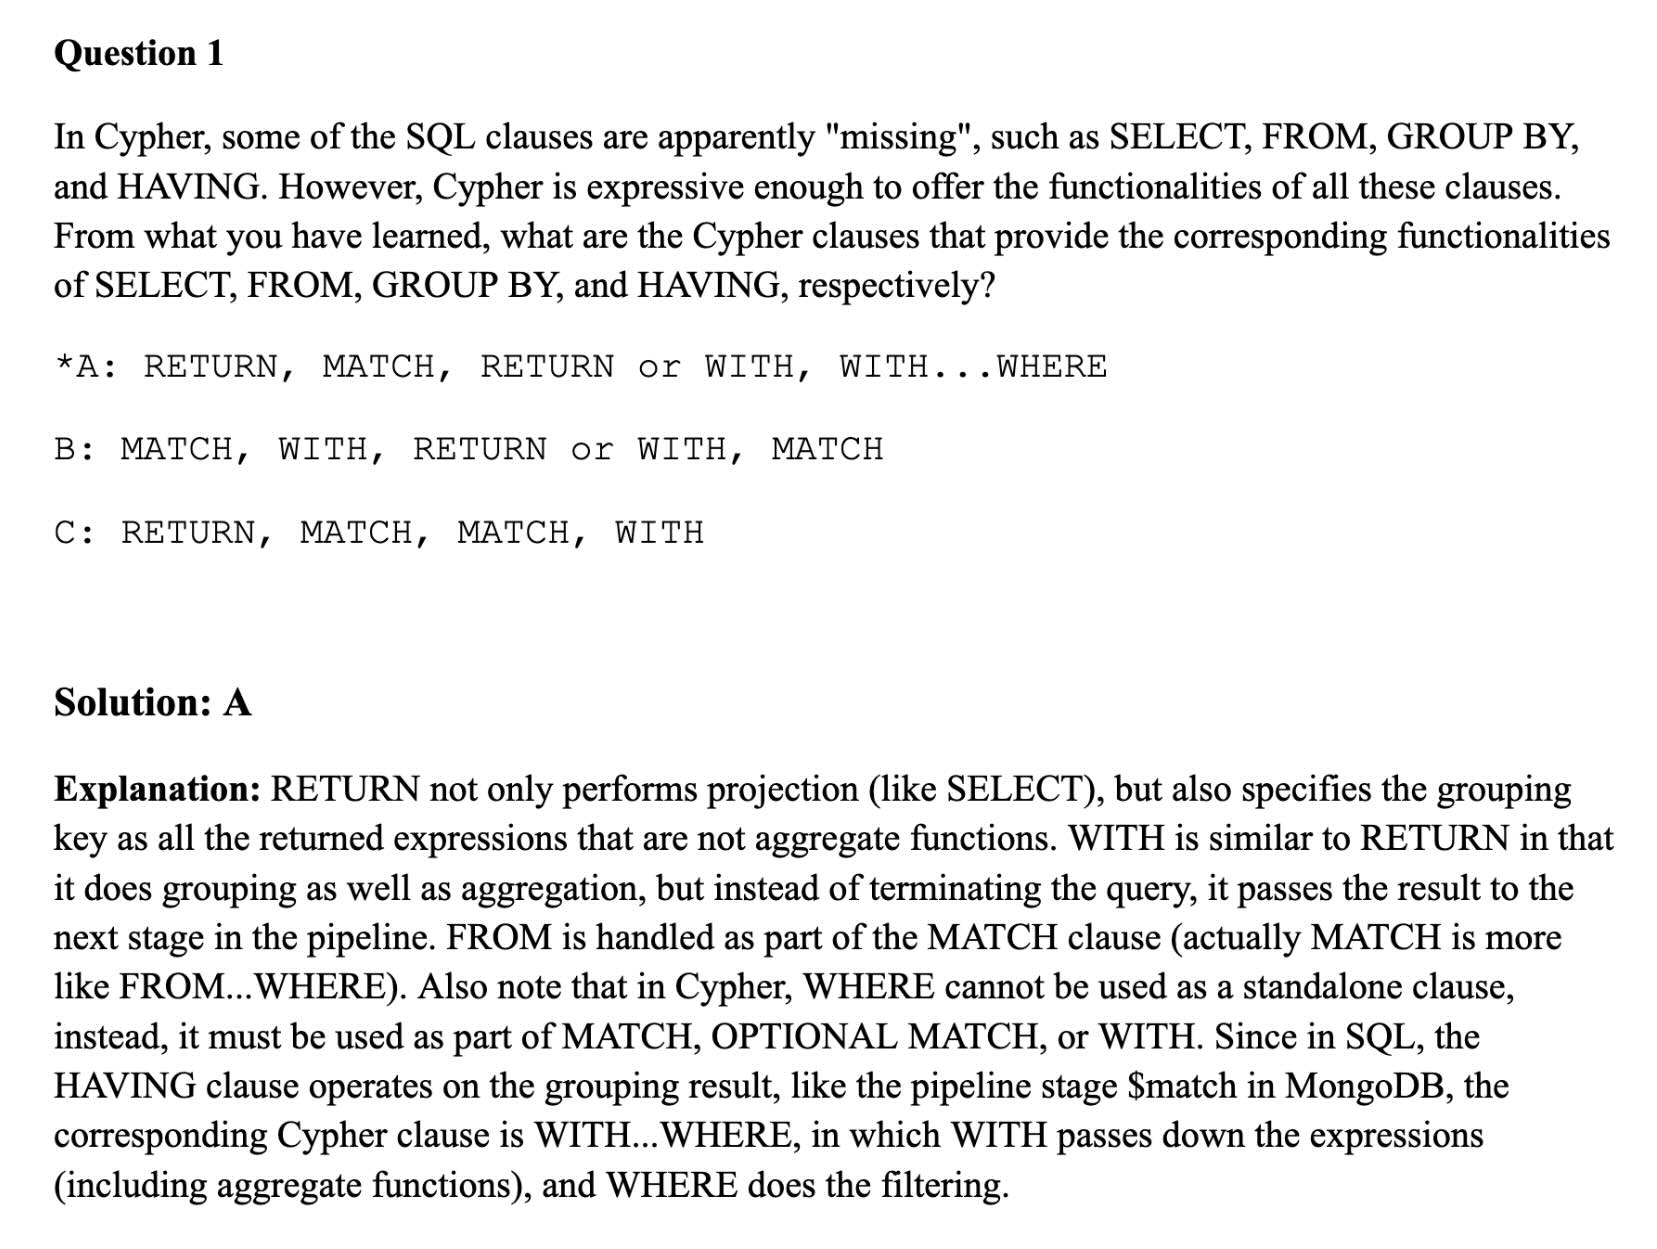 Question 1
In Cypher, some of the SQL clauses are apparently "missing", such as SELECT, FROM, GROUP BY,
and HAVING. However, Cypher is expressive enough to offer the functionalities of all these clauses.
From what you have learned, what are the Cypher clauses that provide the corresponding functionalities
of SELECT, FROM, GROUP BY, and HAVING, respectively?
*A: RETURN, MATCH, RETURN or WITH, WITH...WHERE
B: MATCH, WITH, RETURN or WITH, MATCH
C: RETURN, MATCH, MATCH, WITH
Solution: A
Explanation: RETURN not only performs projection (like SELECT), but also specifies the grouping
key as all the returned expressions that are not aggregate functions. WITH is similar to RETURN in that
it does grouping as well as aggregation, but instead of terminating the query, it passes the result to the
next stage in the pipeline. FROM is handled as part of the MATCH clause (actually MATCH is more
like FROM...WHERE). Also note that in Cypher, WHERE cannot be used as a standalone clause,
instead, it must be used as part of MATCH, OPTIONAL MATCH, or WITH. Since in SQL, the
HAVING clause operates on the grouping result, like the pipeline stage $match in MongoDB, the
corresponding Cypher clause is WITH...WHERE, in which WITH passes down the expressions
(including aggregate functions), and WHERE does the filtering.